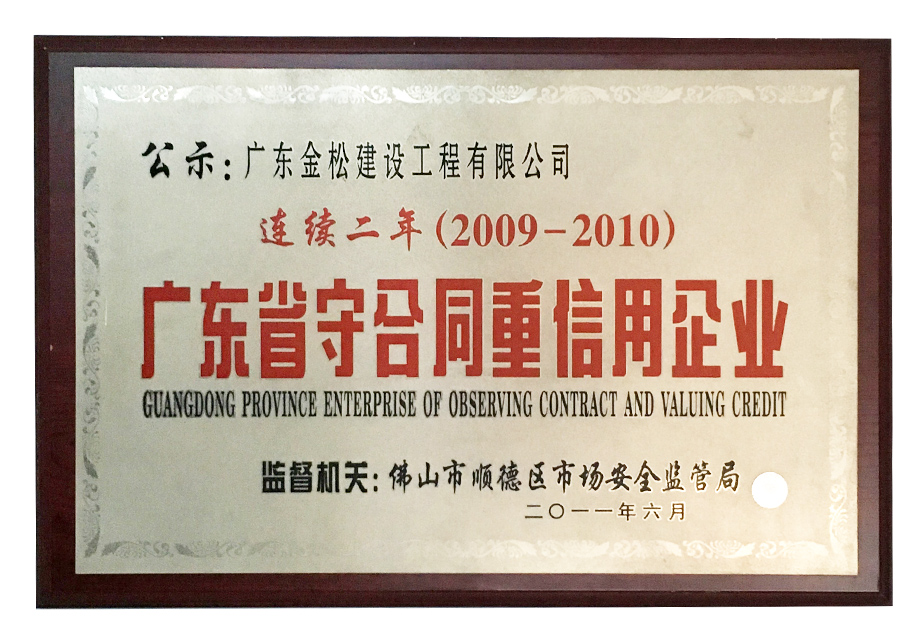 公示:广东金松建设工程有限公司
连续二年(2009-2010)
广东省守合同重信用企业
GUANGDONG PROVINCE ENTERPRISE OF OBSERVING CONTRACT AND VALUING CREDIT
监督机关:佛山市顺德区市场安全监管局
二〇一一年六月